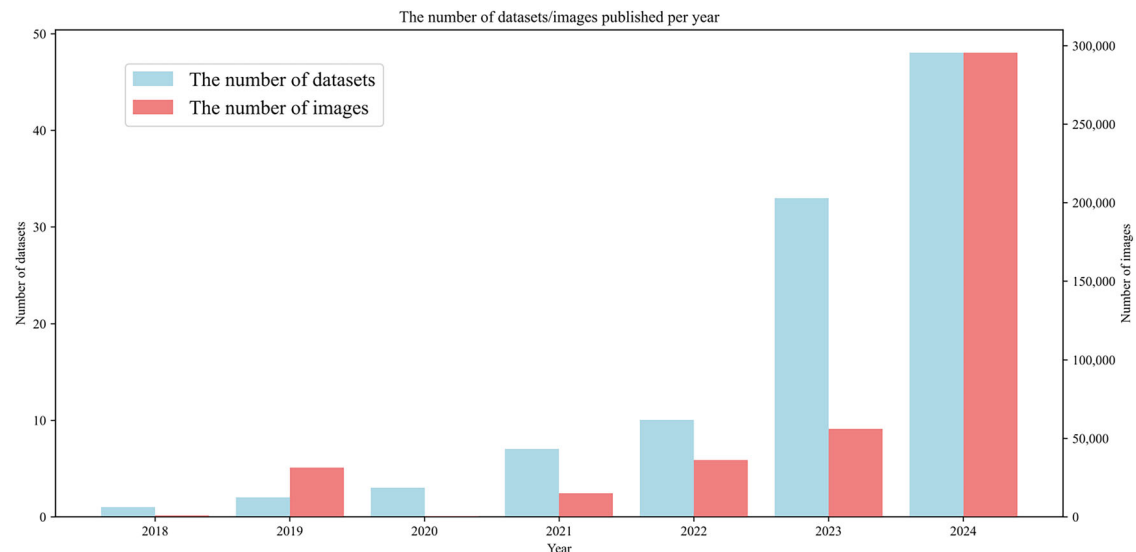 The number of datasets/images published per year
The number of datasets
The number of images
Number of datasets
50
40
30
20
10
0
300,000
250,000
200,000
150,000
100,000
50,000
0
Number of images
2018 2019 2020 2021 2022 2023 2024
Year